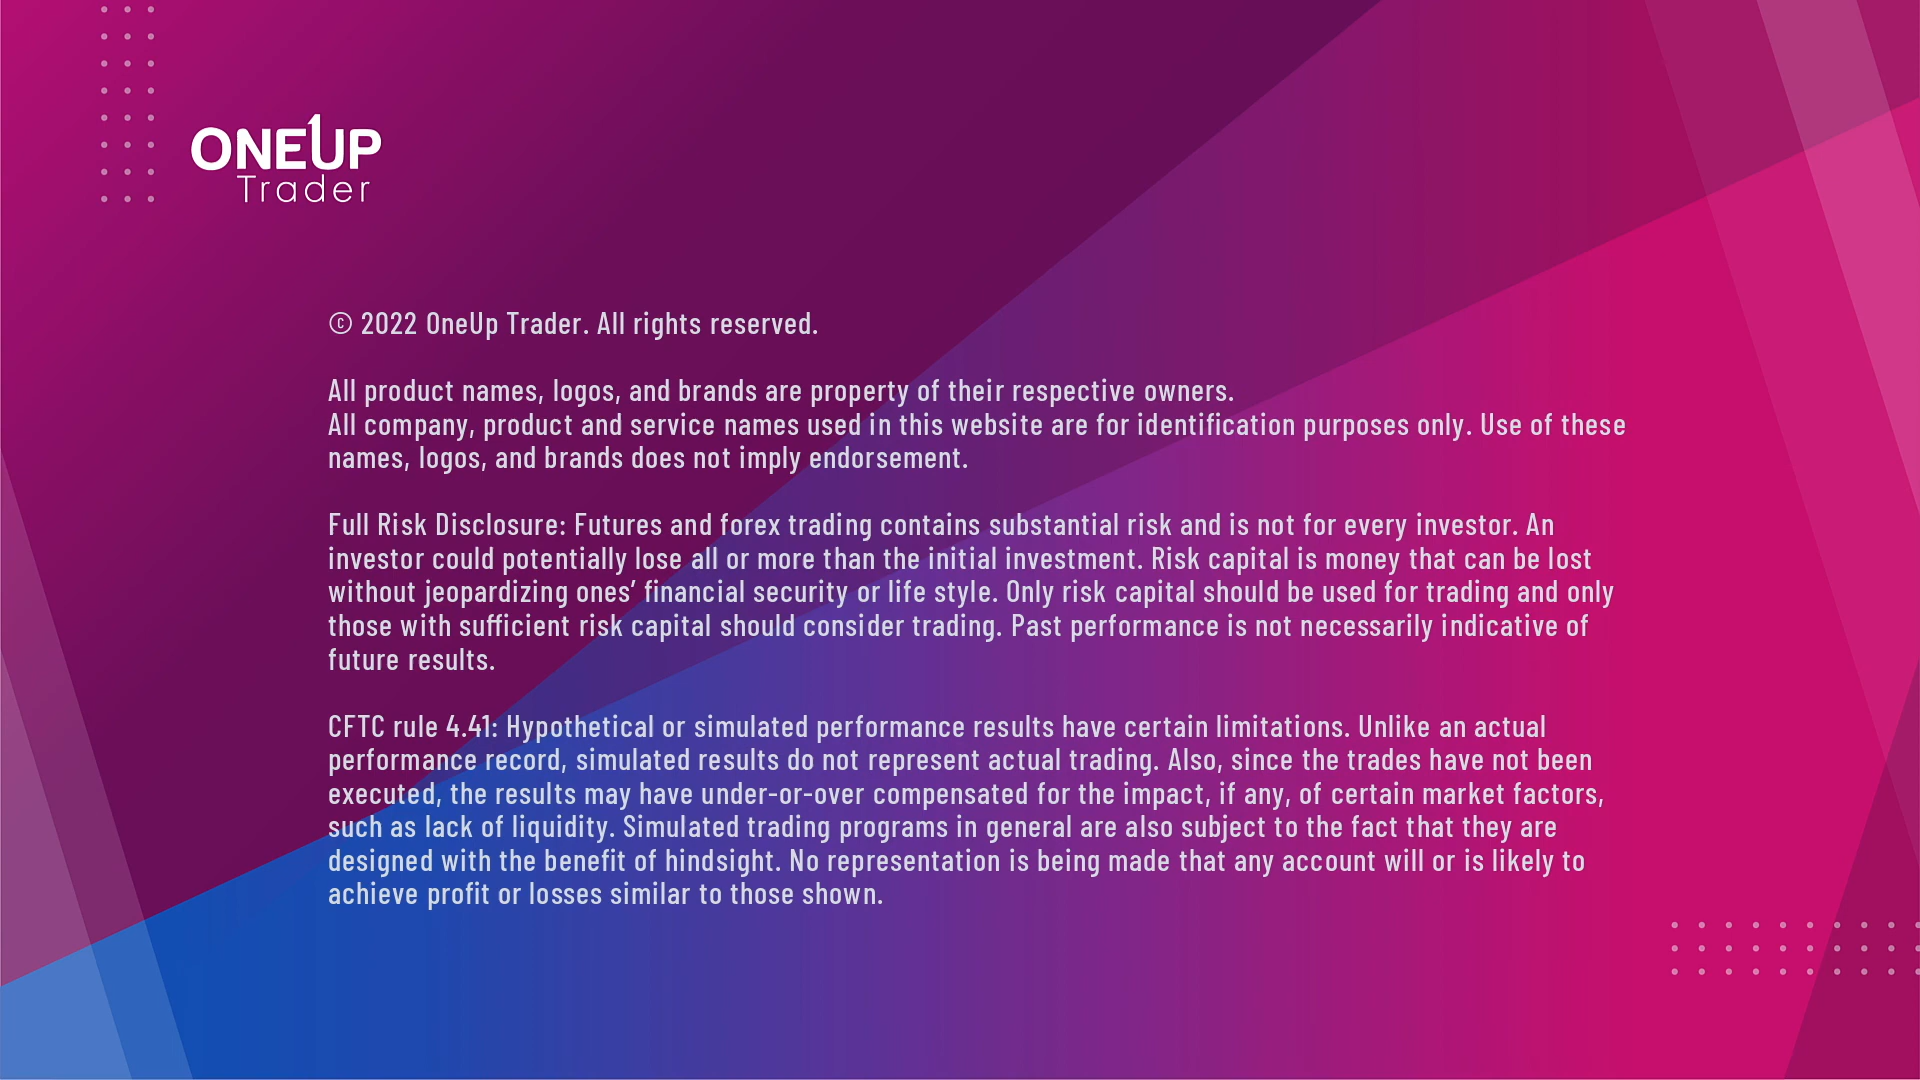 ONEUP
Trader
© 2022 OneUp Trader. All rights reserved.
All product names, logos, and brands are property of their respective owners.
All company, product and service names used in this website are for identification purposes only. Use of these
names, logos, and brands does not imply endorsement.
Full Risk Disclosure: Futures and forex trading contains substantial risk and is not for every investor. An
investor could potentially lose all or more than the initial investment. Risk capital is money that can be lost
without jeopardizing ones’ financial security or life style. Only risk capital should be used for trading and only
those with sufficient risk capital should consider trading. Past performance is not necessarily indicative of
future results.
CFTC rule 4.41: Hypothetical or simulated performance results have certain limitations. Unlike an actual
performance record, simulated results do not represent actual trading. Also, since the trades have not been
executed, the results may have under-or-over compensated for the impact, if any, of certain market factors,
such as lack of liquidity. Simulated trading programs in general are also subject to the fact that they are
designed with the benefit of hindsight. No representation is being made that any account will or is likely to
achieve profit or losses similar to those shown.